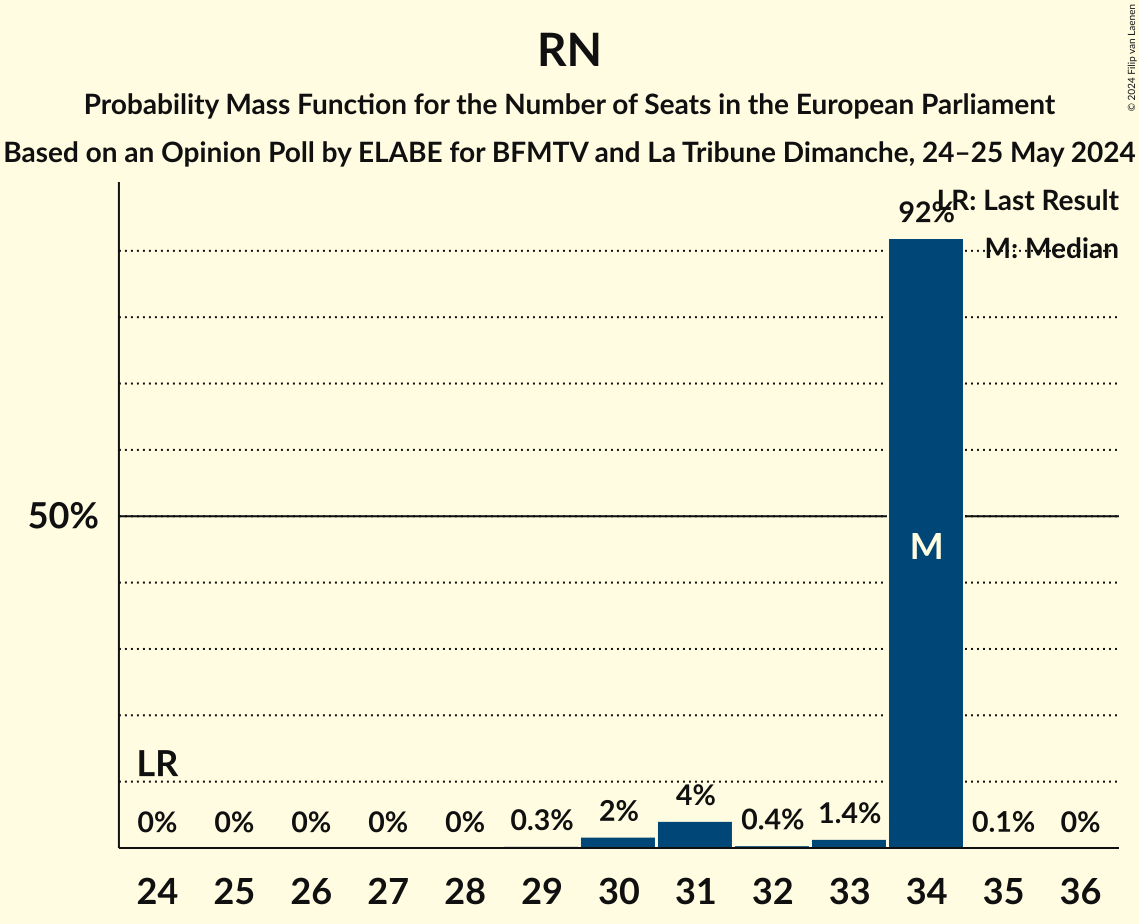 RN
Probability Mass Function for the Number of Seats in the European Parliament
Based on an Opinion Poll by ELABE for BFMTV and La Tribune Dimanche, 24–25 May 2024
© 2024 Filip van Laenen
LR: Last Result
M: Median
92%
50%
M
LR
0% 0% 0% 0% 0% 0.3% 2% 4% 0.4% 1.4% 0.1% 0%
24 25 26 27 28 29 30 31 32 33 34 35 36